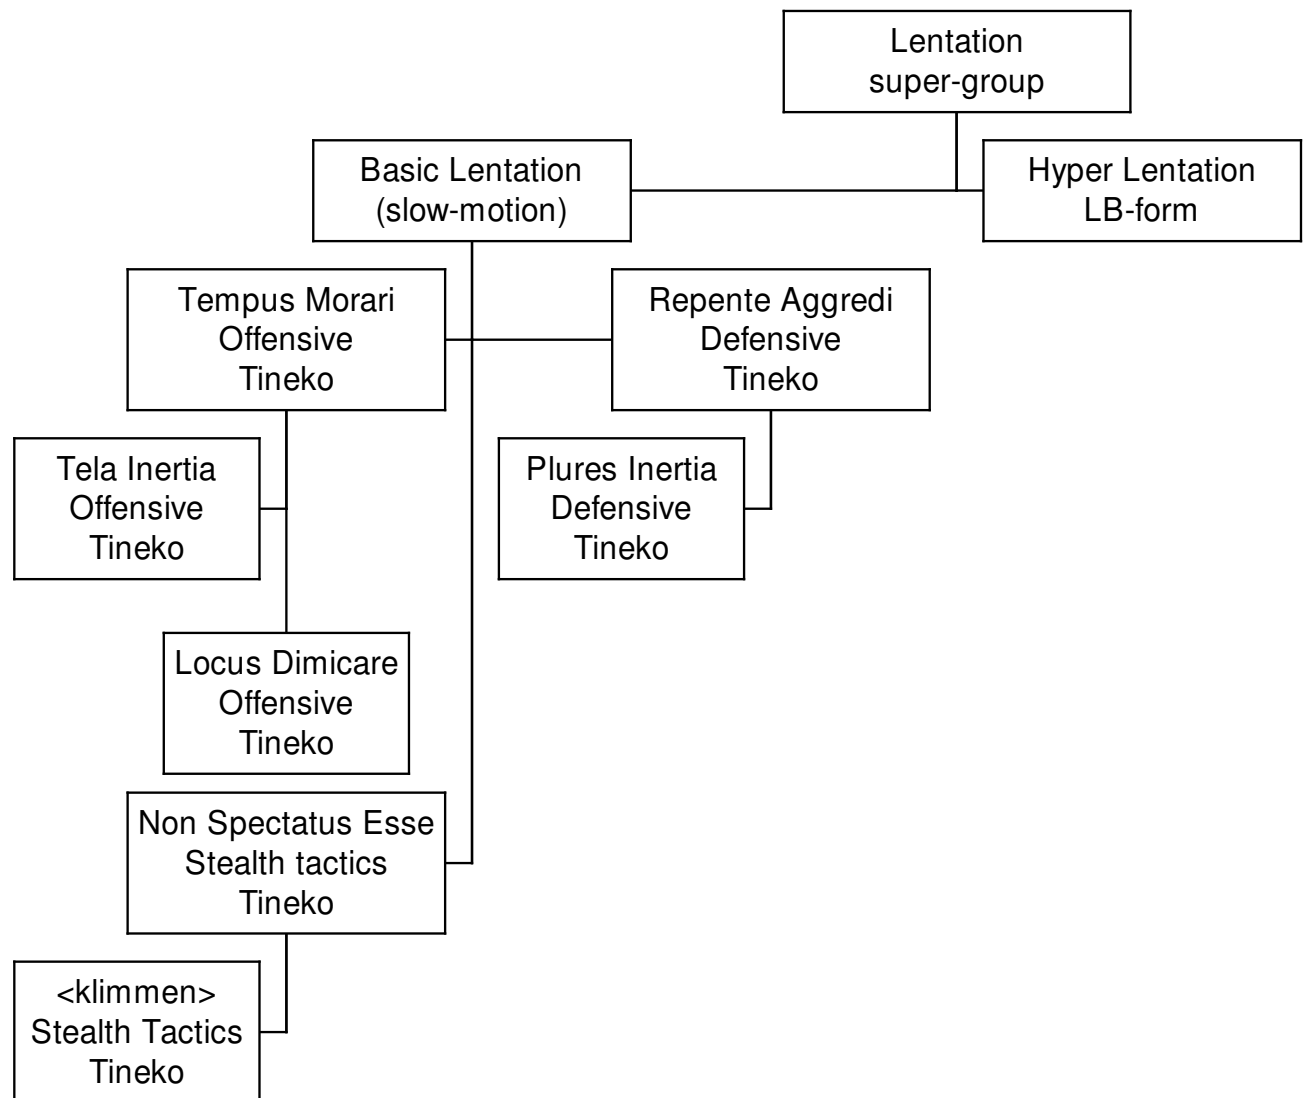 Lentation
super-group
Basic Lentation
(slow-motion)
Hyper Lentation
LB-form
Tempus Morari
Offensive
Tineko
Repente Aggredi
Defensive
Tineko
Tela Inertia
Offensive
Tineko
Plures Inertia
Defensive
Tineko
Locus Dimicare
Offensive
Tineko
Non Spectatus Esse
Stealth tactics
Tineko
<klimmen>
Stealth Tactics
Tineko